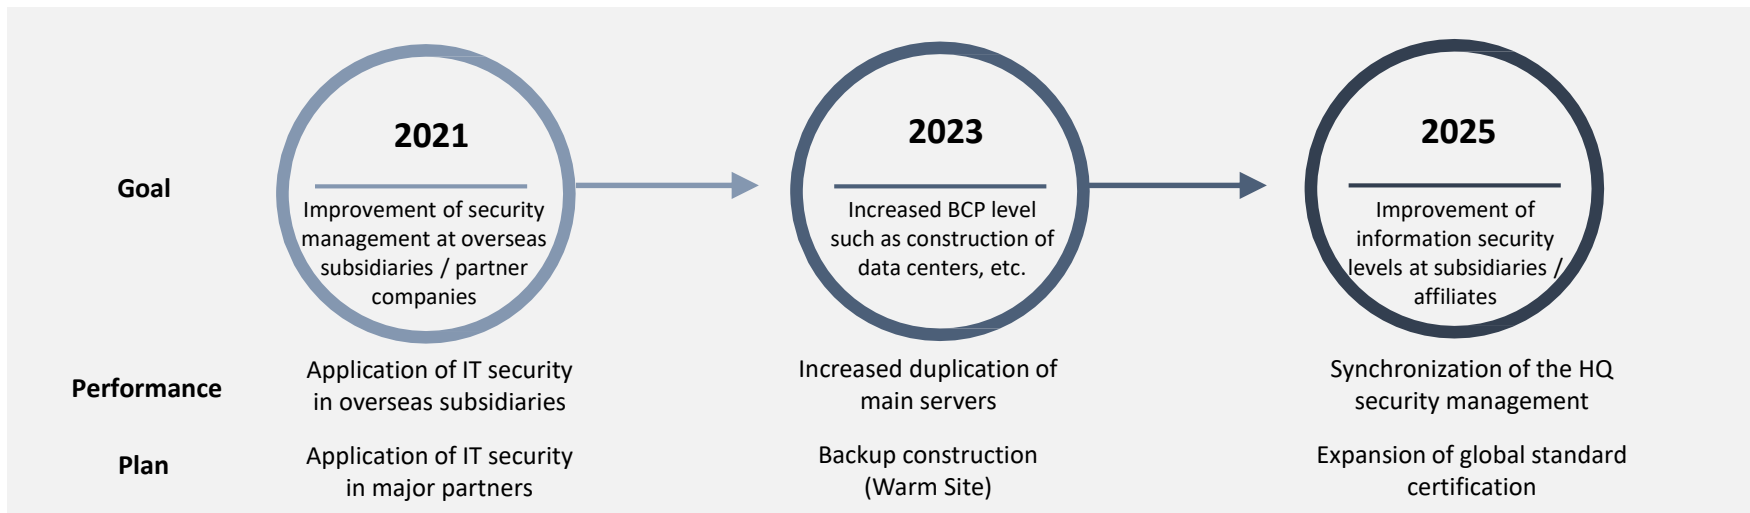 Goal
2021
Improvement of security
management at overseas
subsidiaries / partner
companies
2023
Increased BCP level
such as construction of
data centers, etc.
2025
Improvement of
information security
levels at subsidiaries /
affiliates
Performance
Application of IT security
in overseas subsidiaries
Increased duplication of
main servers
Synchronization of the HQ
security management
Plan
Application of IT security
in major partners
Backup construction
(Warm Site)
Expansion of global standard
certification